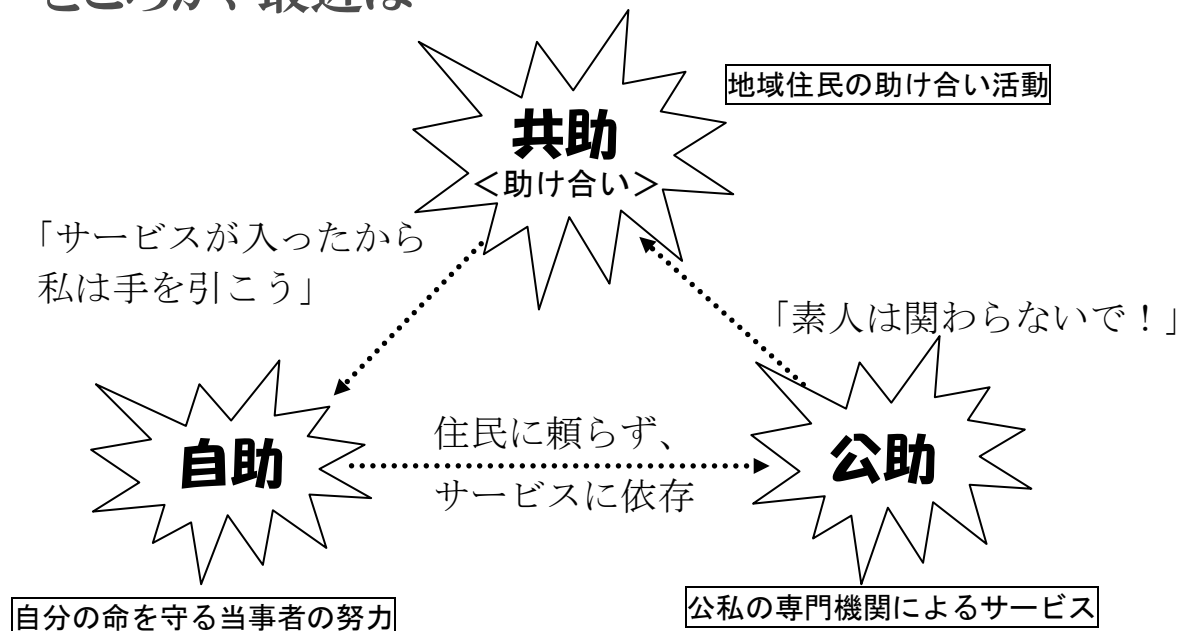 ところが、最近は
地域住民の助け合い活動
共助
＜助け合い＞
「サービスが入ったから
私は手を引こう」
「素人は関わらないで！」
自助
住民に頼らず、
サービスに依存
公助
自分の命を守る当事者の努力
公私の専門機関によるサービス